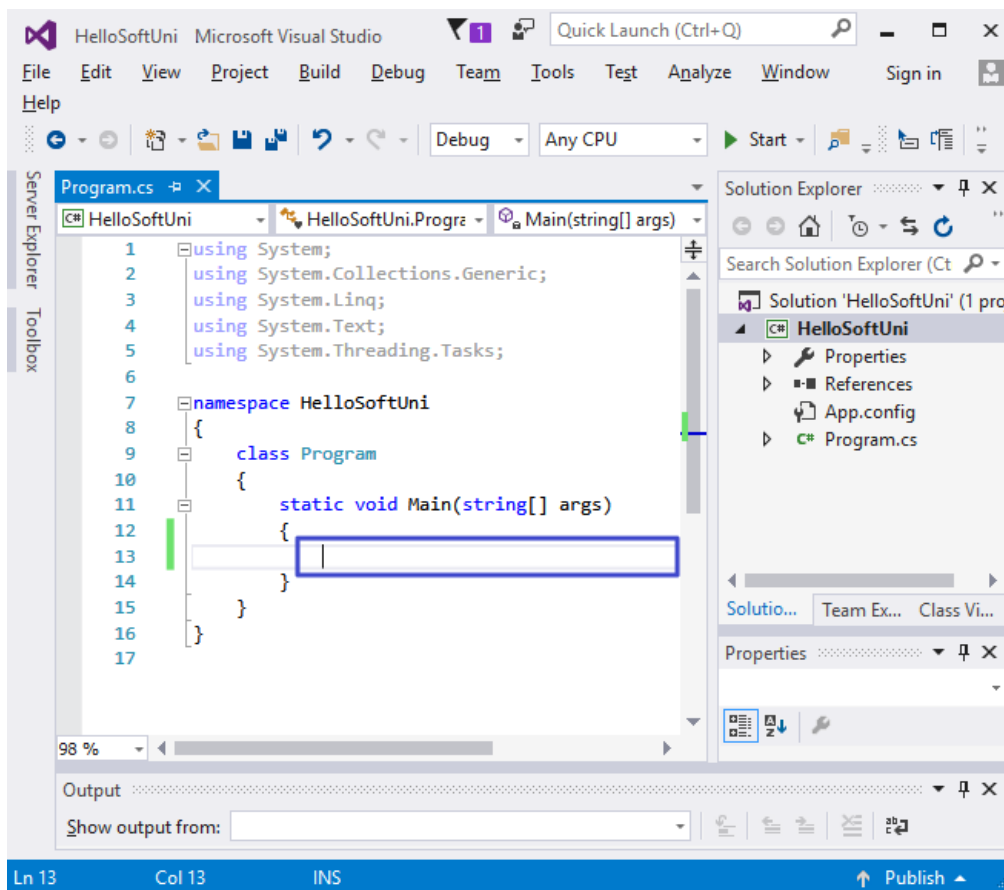 HelloSoftUni Microsoft Visual Studio 1 Quick Launch (Ctrl+Q)
File Edit View Project Build Debug Team Tools Test Analyze Window Sign in
Help
Debug Any CPU Start
Server Explorer
Toolbox
Program.cs
C# HelloSoftUni HelloSoftUni.Progra Main(string[] args)
1 using System;
2 using System.Collections.Generic;
3 using System.Linq;
4 using System.Text;
5 using System.Threading.Tasks;
6
7 namespace HelloSoftUni
8 {
9 class Program
10 {
11 static void Main(string[] args)
12 {
13
14 }
15 }
16 }
17
98 %
Solution Explorer
Search Solution Explorer (Ct
Solution 'HelloSoftUni' (1 pro
C# HelloSoftUni
Properties
References
App.config
C# Program.cs
Solutio... Team Ex... Class Vi...
Properties
Output
Show output from:
Ln 13 Col 13 INS Publish